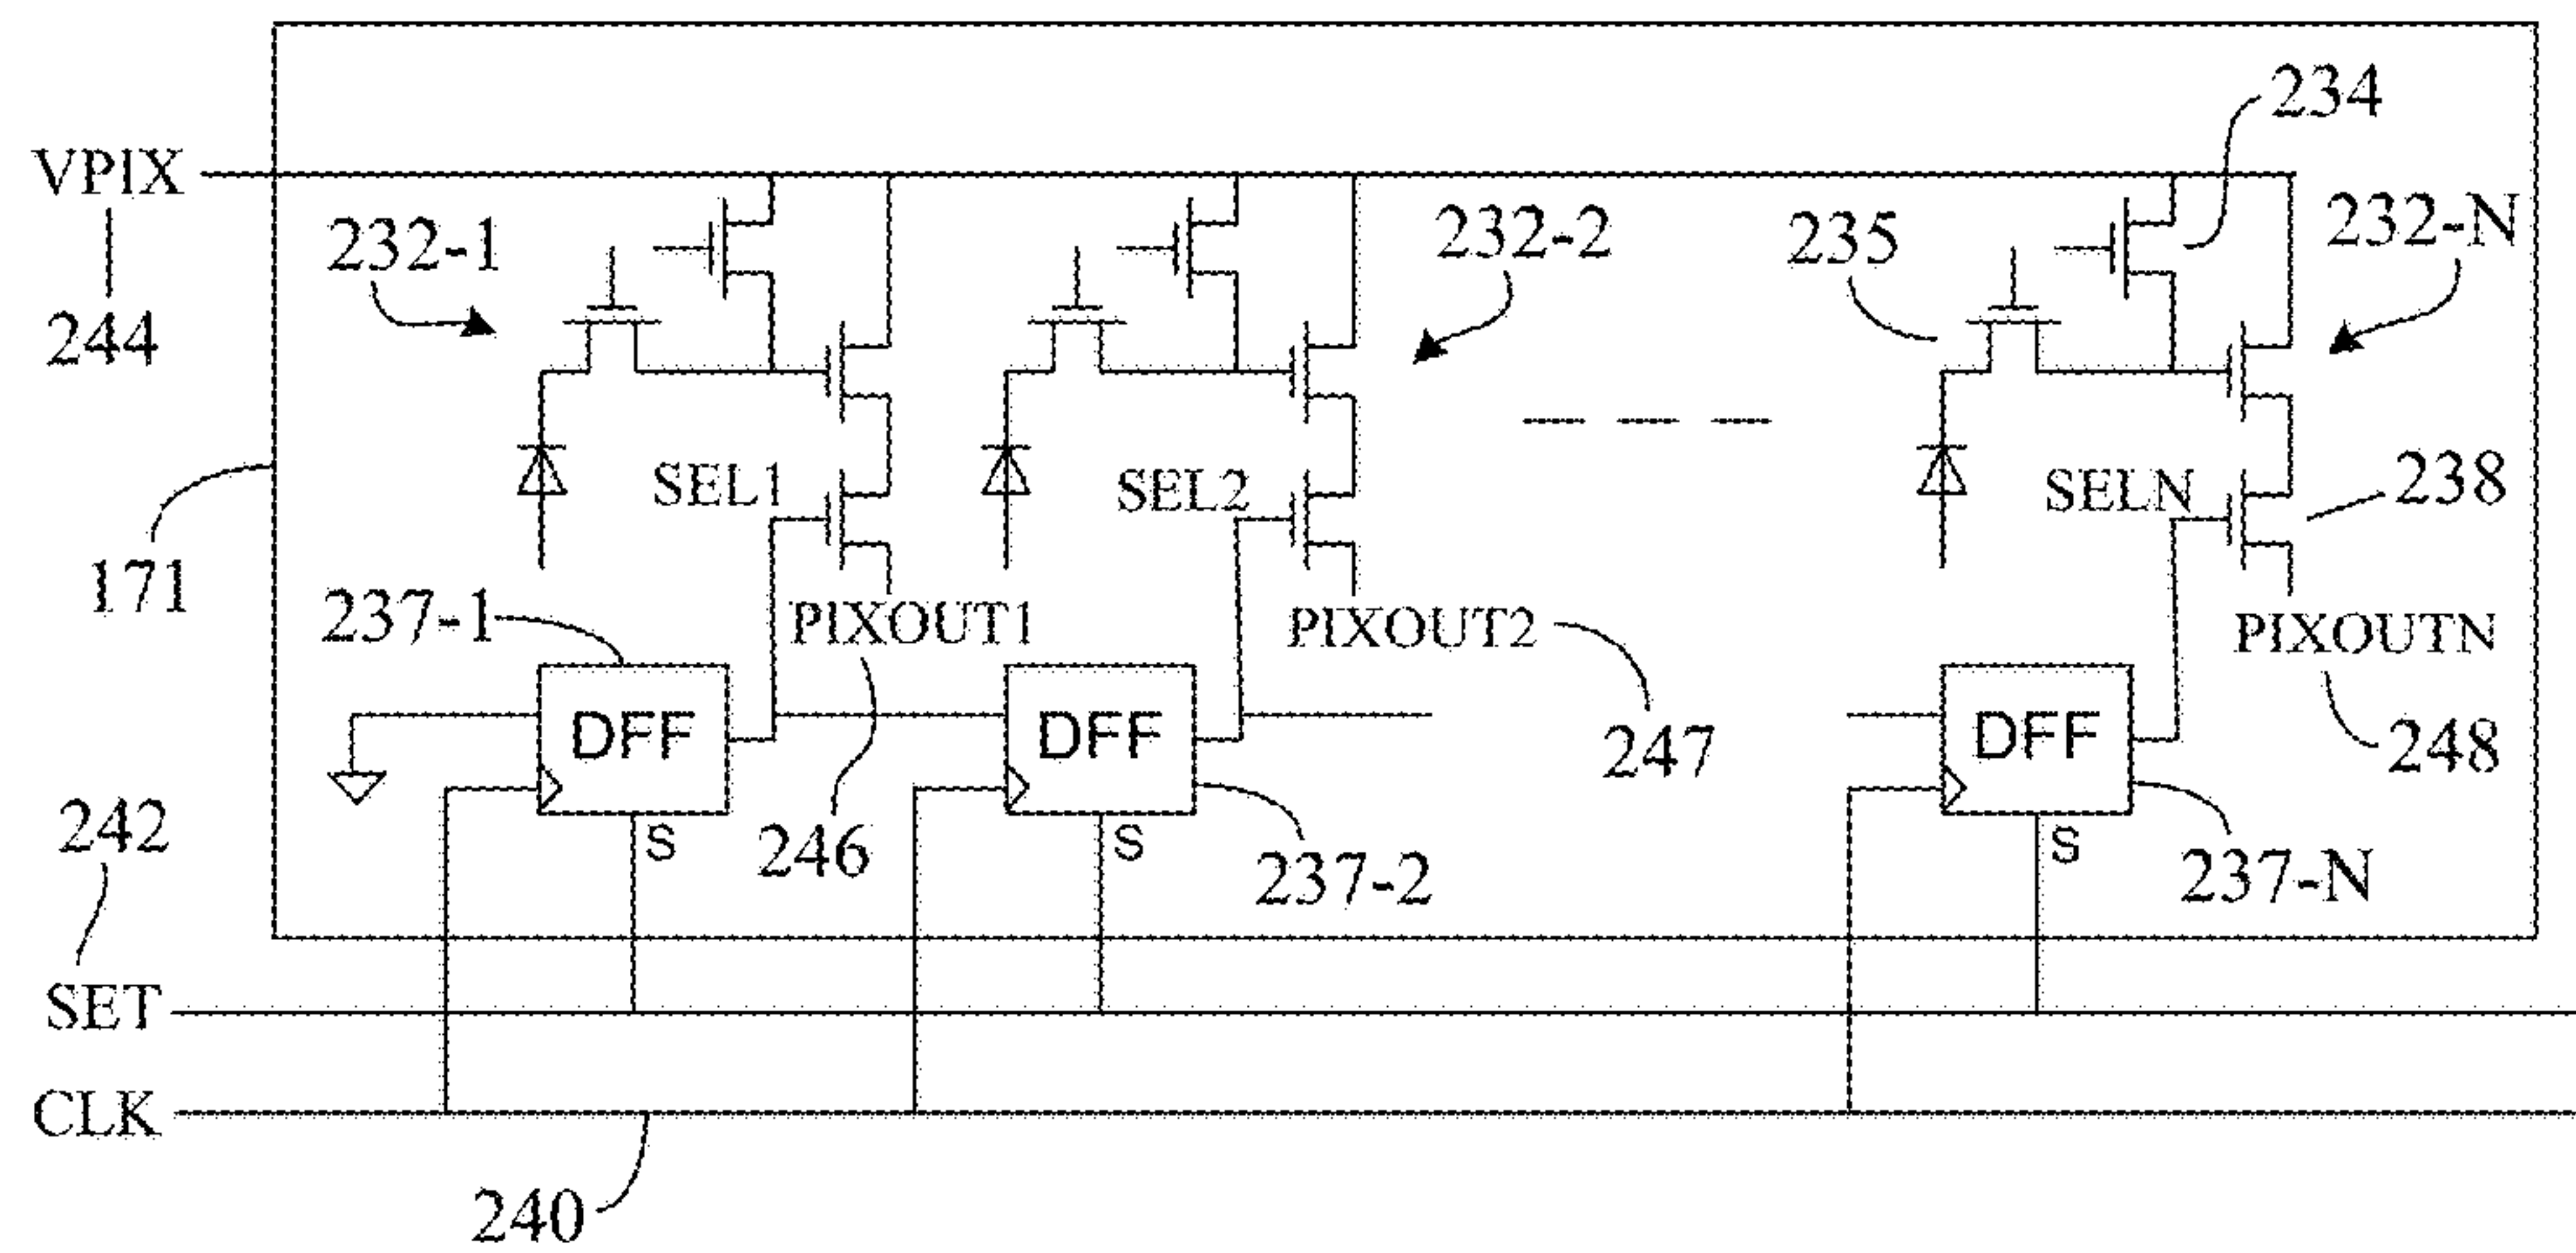 234
VPIX
232-1
232-2
235
232-N
244
SEL1
SEL2
SELN
238
171
237-1
PIXOUT1
PIXOUT2
PIXOUTN
DFF
DFF
DFF
247
248
242
S
246
S
237-2
S
237-N
SET
CLK
240